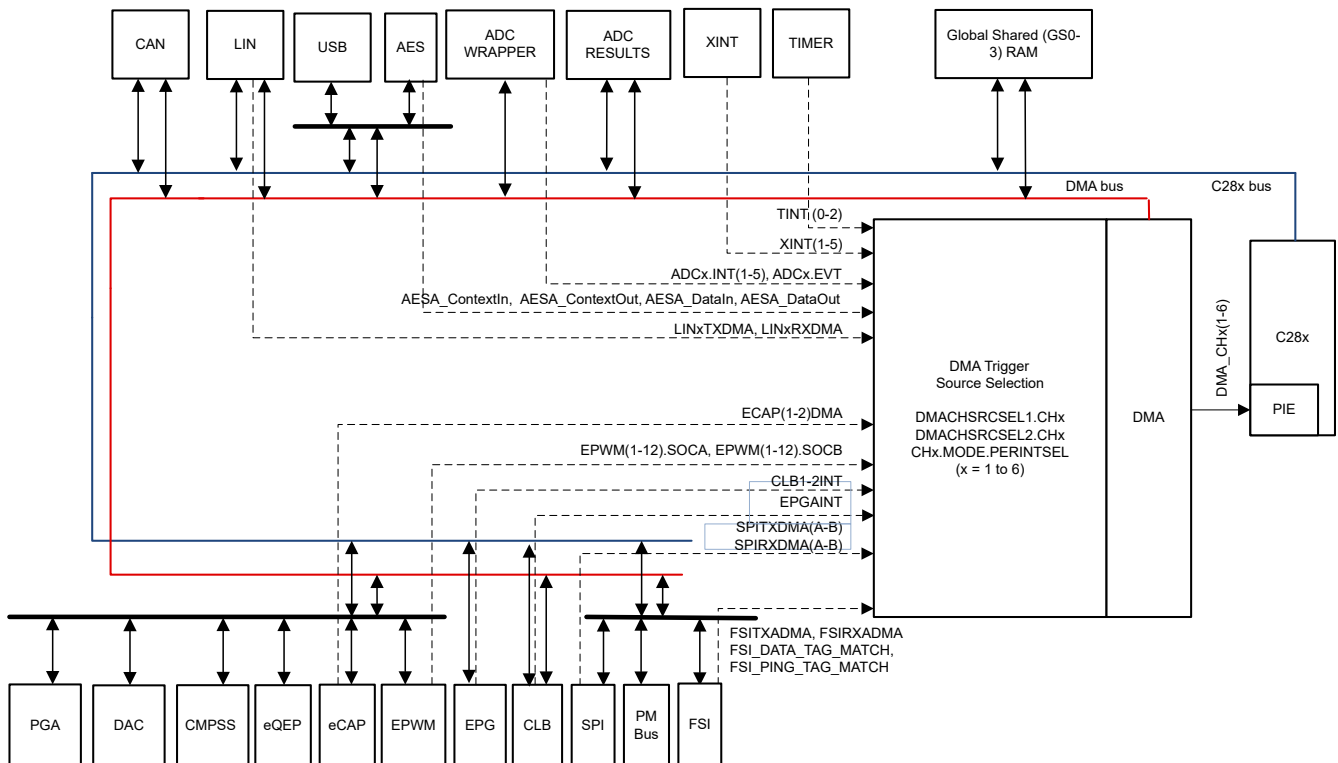 CAN
LIN
USB
AES
ADC
WRAPPER
ADC
RESULTS
XINT
TIMER
Global Shared (GS0-
3) RAM
DMA bus
C28x bus
TINT (0-2)
XINT(1-5)
ADCx.INT(1-5), ADCx.EVT
AESA_ContextIn, AESA_ContextOut, AESA_DataIn, AESA_DataOut
LINxTXDMA, LINxRXDMA
ECAP(1-2)DMA
EPWM(1-12).SOCA, EPWM(1-12).SOCB
CLB1-2INT
EPGAINT
SPITXDMA(A-B)
SPIRXDMA(A-B)
FSITXADMA, FSIRXADMA
FSI_DATA_TAG_MATCH,
FSI_PING_TAG_MATCH
DMA Trigger
Source Selection
DMACHSRCSEL1.CHx
DMACHSRCSEL2.CHx
CHx.MODE.PERINTSEL
(x = 1 to 6)
DMA
DMA_CHx(1-6)
C28x
PIE
PGA
DAC
CMPSS
eQEP
eCAP
EPWM
EPG
CLB
SPI
PM
Bus
FSI